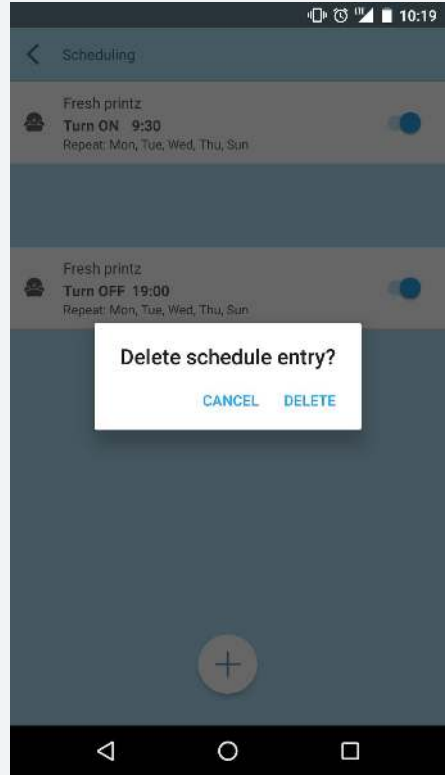 10:19
Scheduling
Fresh printz
Turn ON 9:30
Repeat: Mon, Tue, Wed, Thu, Sun
Fresh printz
Turn OFF 19:00
Repeat: Mon, Tue, Wed, Thu, Sun
Delete schedule entry?
CANCEL DELETE